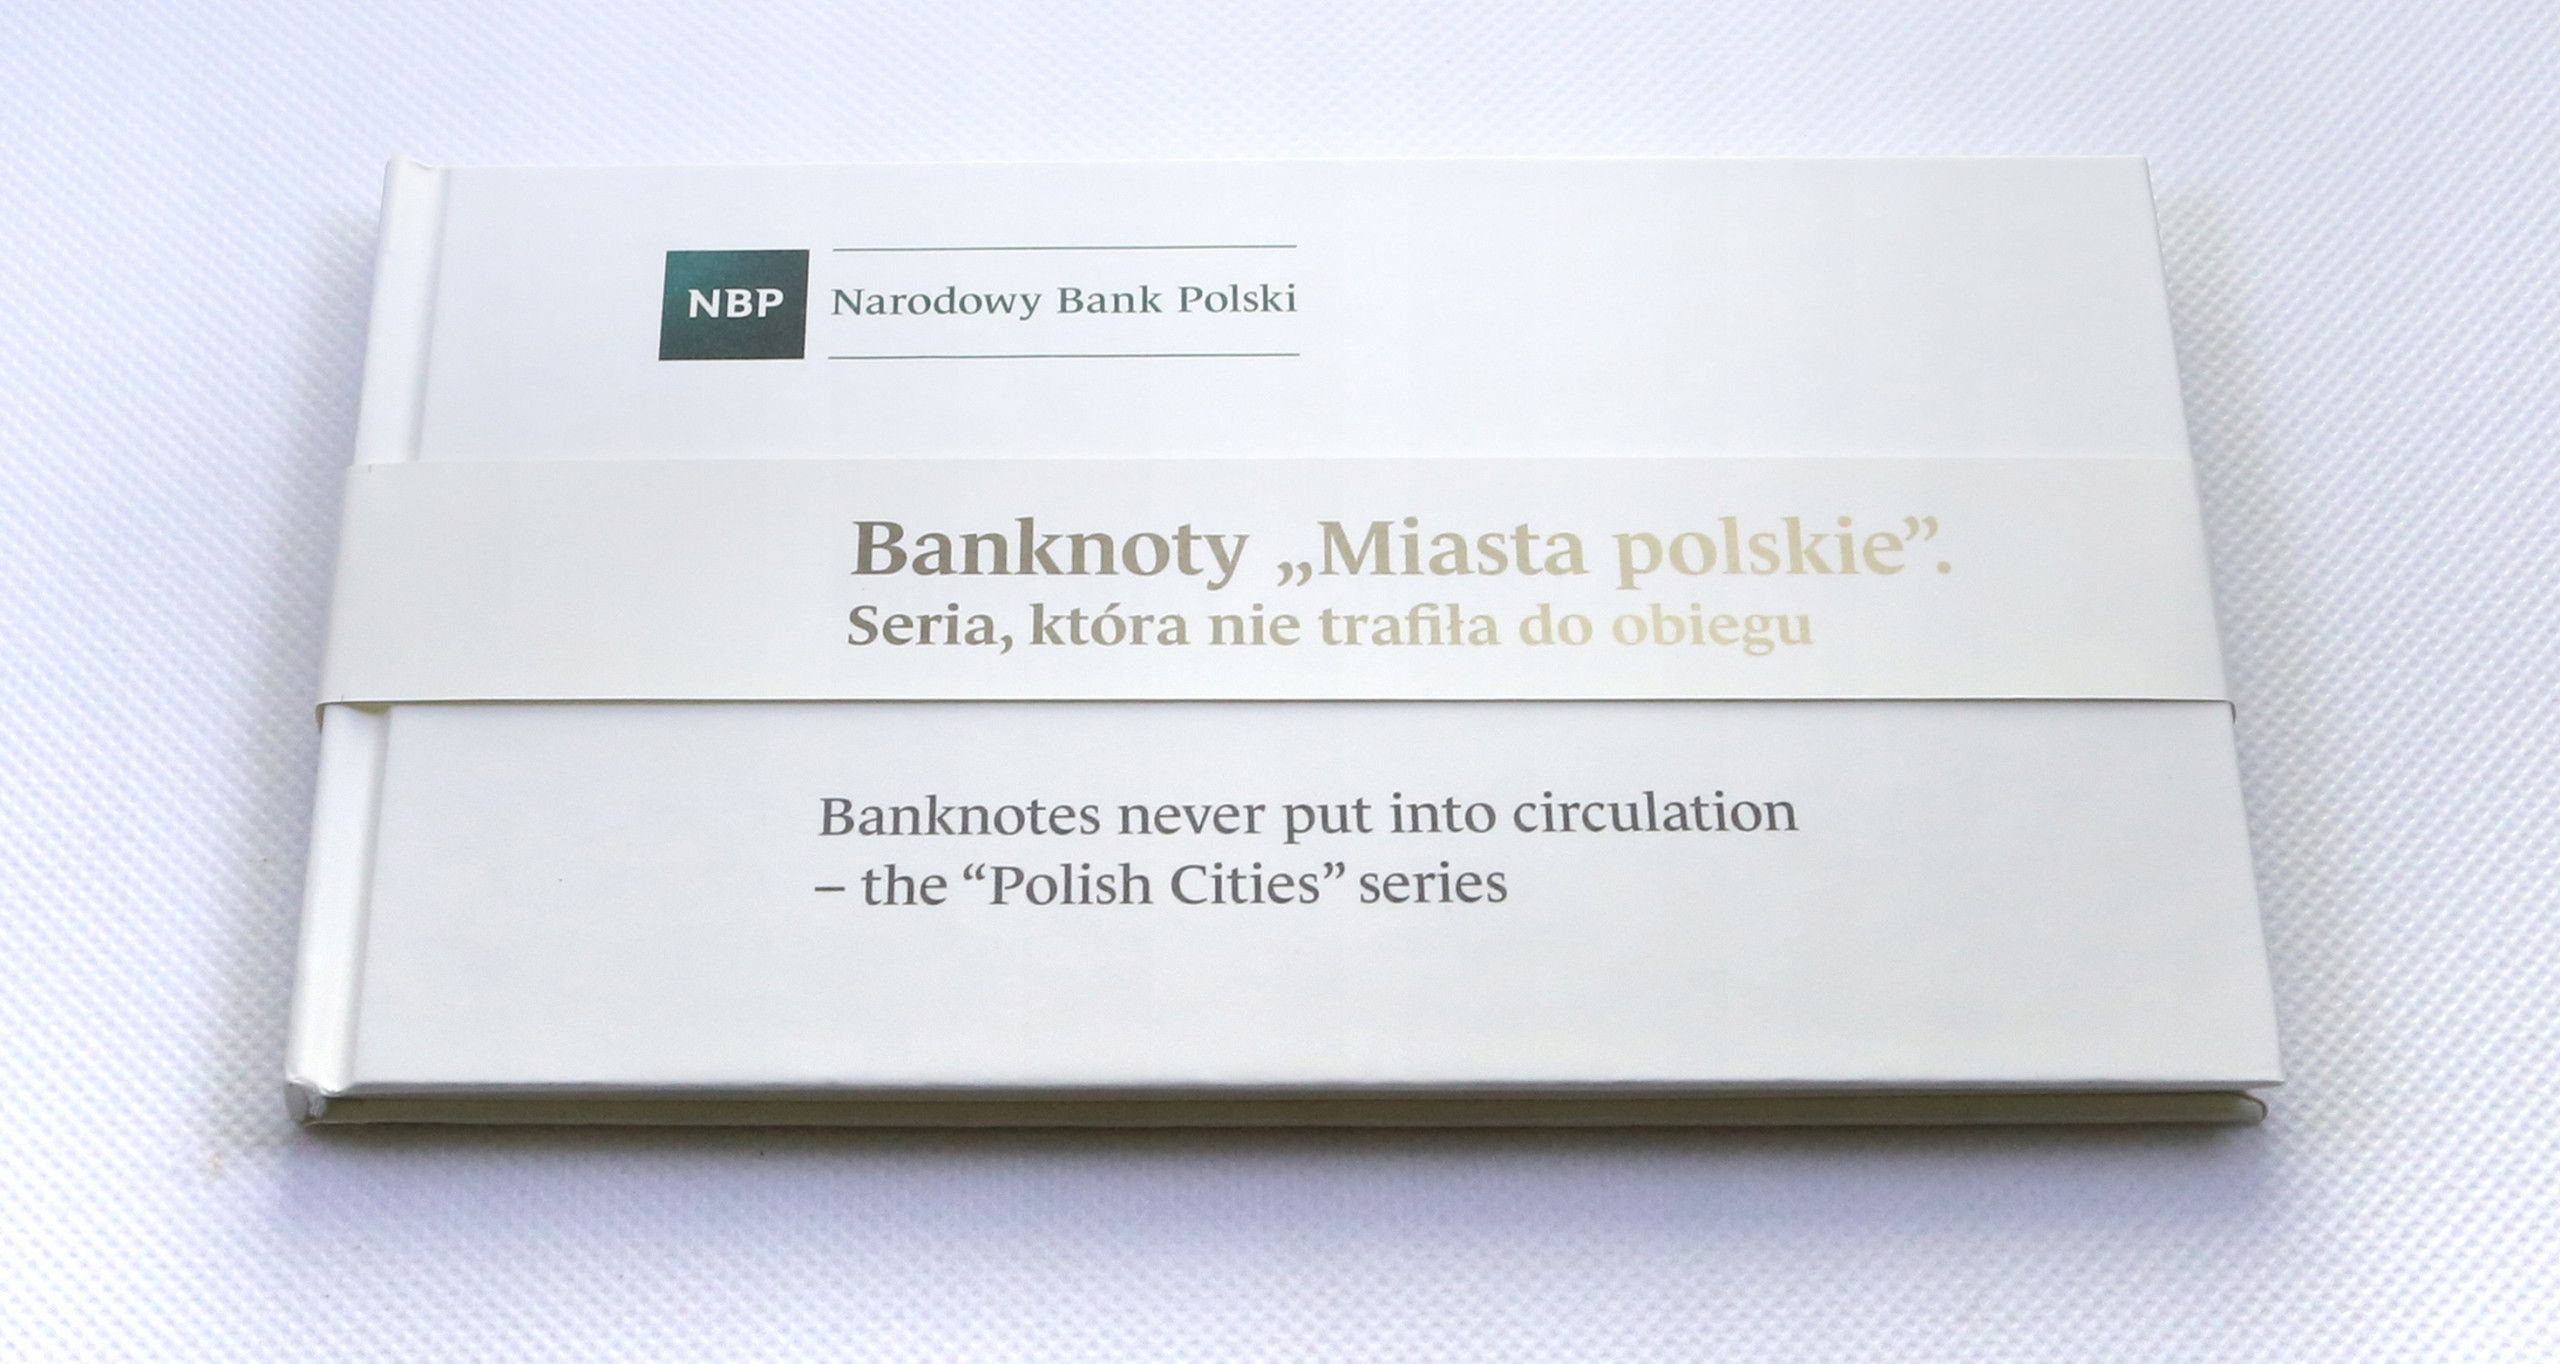 NBP
Narodowy Bank Polski
Banknoty „Miasta polskie”.
Seria, która nie trafiła do obiegu
Banknotes never put into circulation
– the “Polish Cities” series